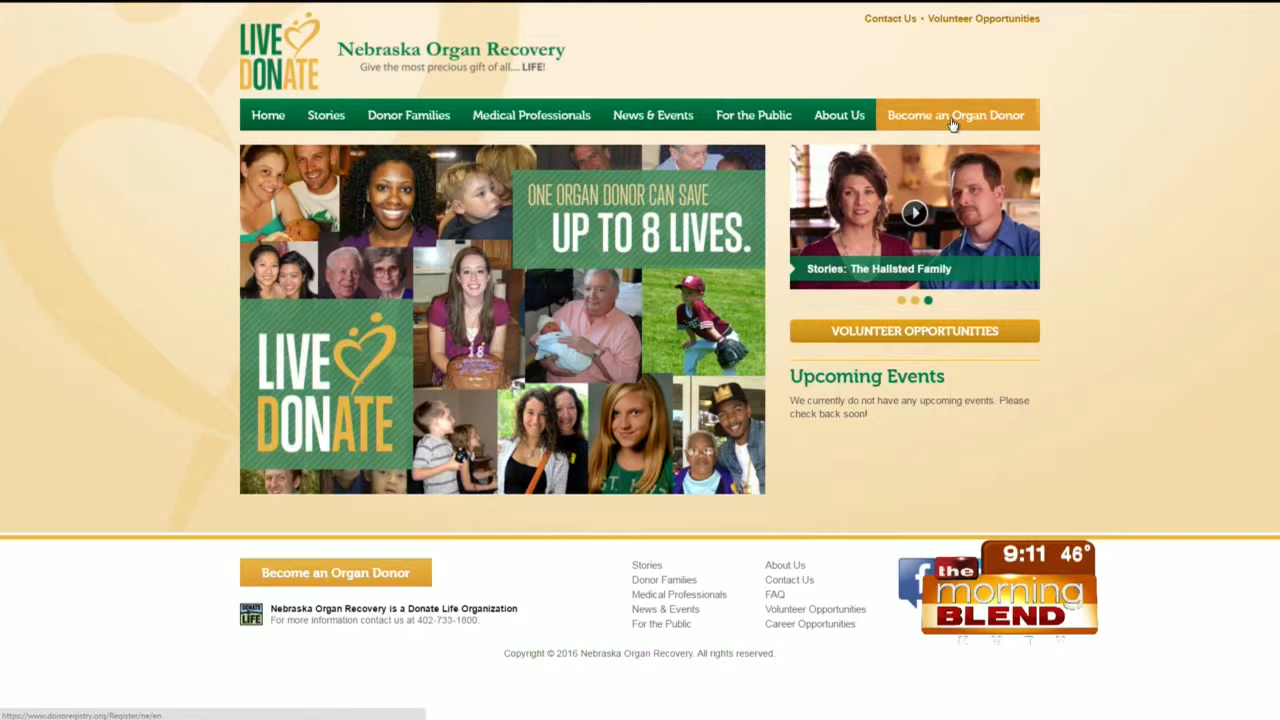 Contact Us • Volunteer Opportunities
LIVE
DONATE
Nebraska Organ Recovery
Give the most precious gift of all.... LIFE!
Home Stories Donor Families Medical Professionals News & Events For the Public About Us Become an Organ Donor
ONE ORGAN DONOR CAN SAVE
UP TO 8 LIVES.
LIVE
DONATE
18
Stories: The Hallsted Family
VOLUNTEER OPPORTUNITIES
Upcoming Events
We currently do not have any upcoming events. Please
check back soon!
Become an Organ Donor
DONATE
LIFE
Nebraska Organ Recovery is a Donate Life Organization
For more information contact us at 402-733-1800.
Stories
Donor Families
Medical Professionals
News & Events
For the Public
About Us
Contact Us
FAQ
Volunteer Opportunities
Career Opportunities
f
9:11 46°
the
morning
BLEND
Copyright © 2016 Nebraska Organ Recovery. All rights reserved.
https://www.donoregistry.org/Register/ne/en